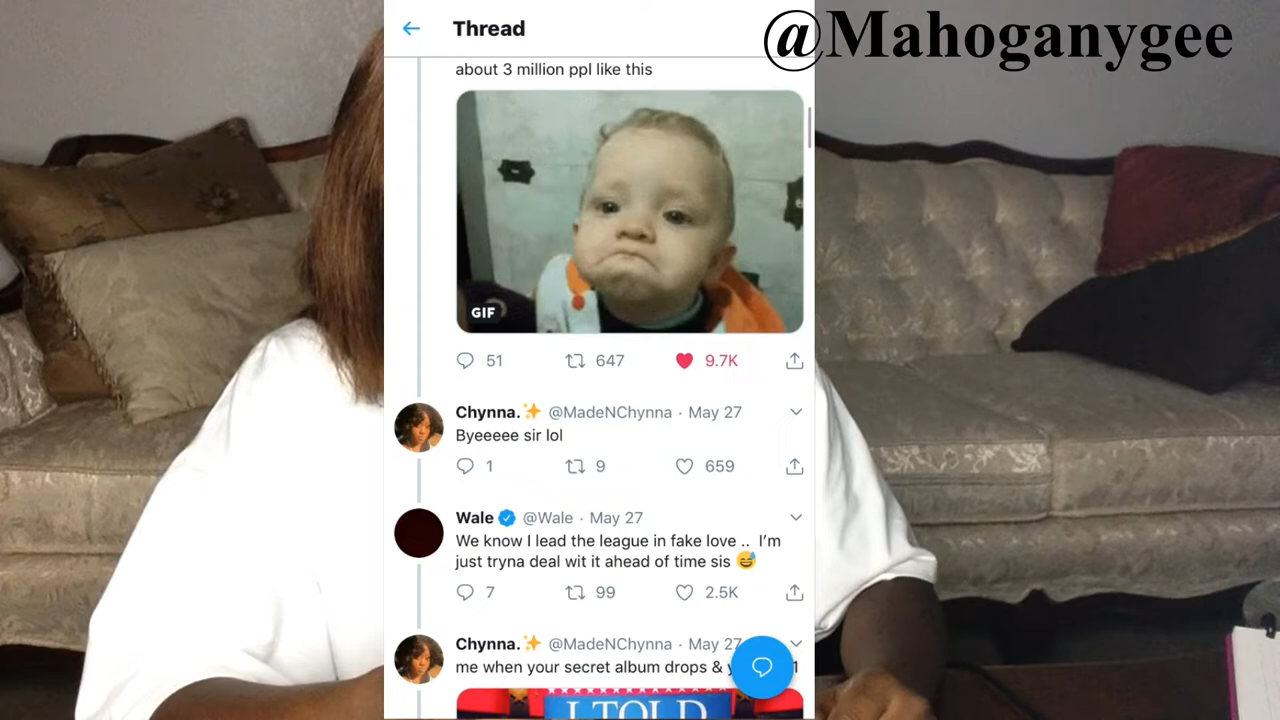 @Mahoganygee
Thread
about 3 million ppl like this
GIF
51 647 9.7K
Chynna.✨ @MadeNChynna · May 27
Byeeeee sir lol
1 9 659
Wale @Wale · May 27
We know I lead the league in fake love .. I'm
just tryna deal wit it ahead of time sis 😅
7 99 2.5K
Chynna.✨ @MadeNChynna · May 27
me when your secret album drops &
I TOLD